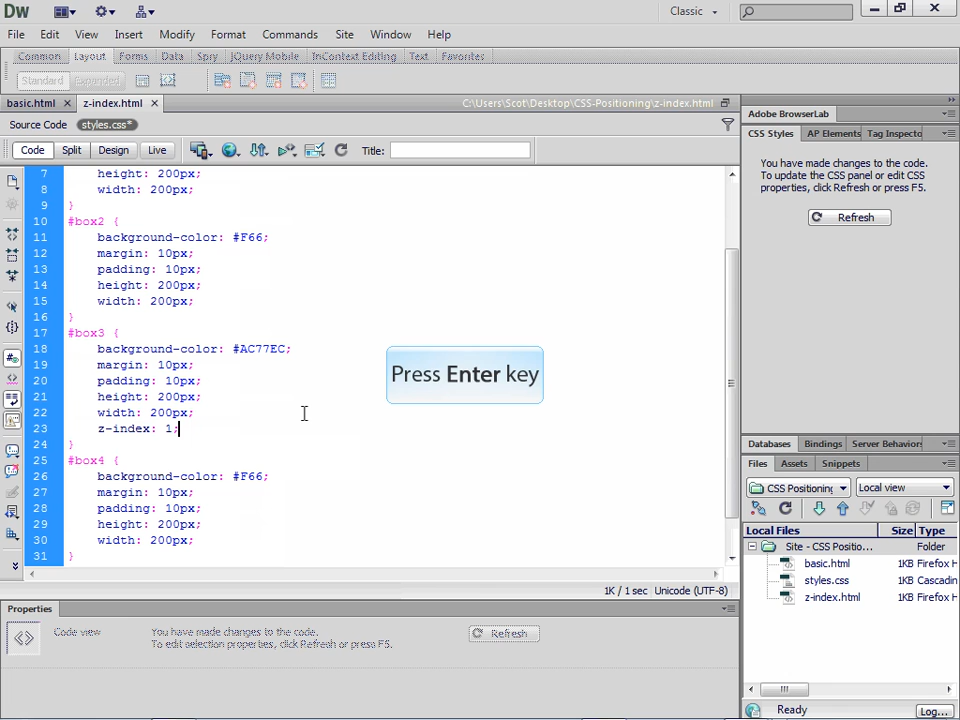 Dw
Classic
File Edit View Insert Modify Format Commands Site Window Help
Common Layout Forms Data Spry jQuery Mobile InContext Editing Text Favorites
Standard Expanded
basic.html z-index.html C:\Users\Scot\Desktop\CSS-Positioning\z-index.html
Source Code styles.css*
Code Split Design Live Title:
7 height: 200px;
8 width: 200px;
9 }
10 #box2 {
11 background-color: #F66;
12 margin: 10px;
13 padding: 10px;
14 height: 200px;
15 width: 200px;
16 }
17 #box3 {
18 background-color: #AC77EC;
19 margin: 10px;
20 padding: 10px;
21 height: 200px;
22 width: 200px;
23 z-index: 1;
24 }
25 #box4 {
26 background-color: #F66;
27 margin: 10px;
28 padding: 10px;
29 height: 200px;
30 width: 200px;
31 }
Press Enter key
1K / 1 sec Unicode (UTF-8)
Properties
Code view
You have made changes to the code.
To edit selection properties, click Refresh or press F5.
Refresh
Adobe BrowserLab
CSS Styles AP Elements Tag Inspecto
You have made changes to the code.
To update the CSS panel or edit CSS
properties, click Refresh or press F5.
Refresh
Databases Bindings Server Behaviors
Files Assets Snippets
CSS Positioning Local view
Local Files Size Type
Site - CSS Positio... Folder
basic.html 1KB Firefox H
styles.css 1KB Cascadin
z-index.html 1KB Firefox H
Ready Log...